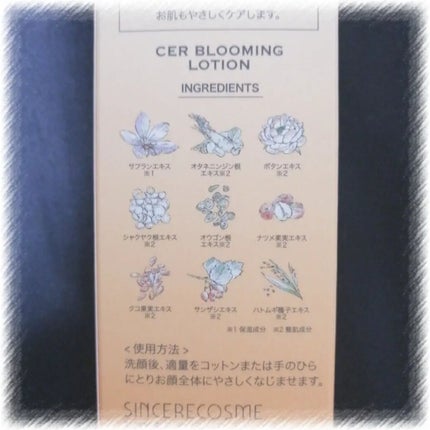 お肌もやさしくケアします。
CER BLOOMING
LOTION
INGREDIENTS
サフランエキス
※1
オタネニンジン根
エキス※2
ボタンエキス
※2
シャクヤク根エキス
※2
オウゴン根
エキス※2
ナツメ果実エキス
※2
クコ果実エキス
※2
サンザシエキス
※2
ハトムギ種子エキス
※2
※1 保湿成分 ※2 整肌成分
<使用方法>
洗顔後、適量をコットンまたは手のひら
にとりお顔全体にやさしくなじませます。
SINCERECOSME